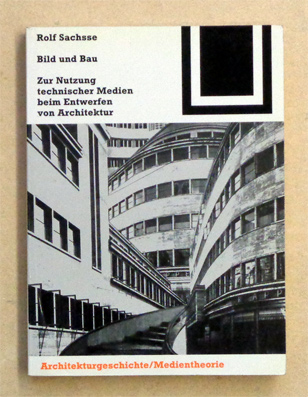 Rolf Sachsse
Bild und Bau
Zur Nutzung
technischer Medien
beim Entwerfen
von Architektur
Architekturgeschichte/Medientheorie